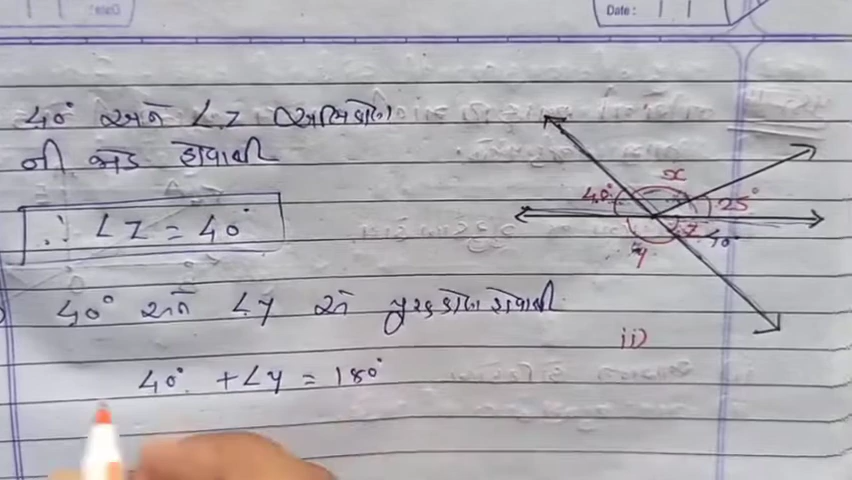 Date :
40° અને ∠Z અભિકોણ
ની જોડ હોવાથી
∴ ∠Z = 40°
40° અને ∠y એ પુરકકોણ હોવાથી
40° + ∠y = 180°
x
40°
25°
z
40°
y
ii)